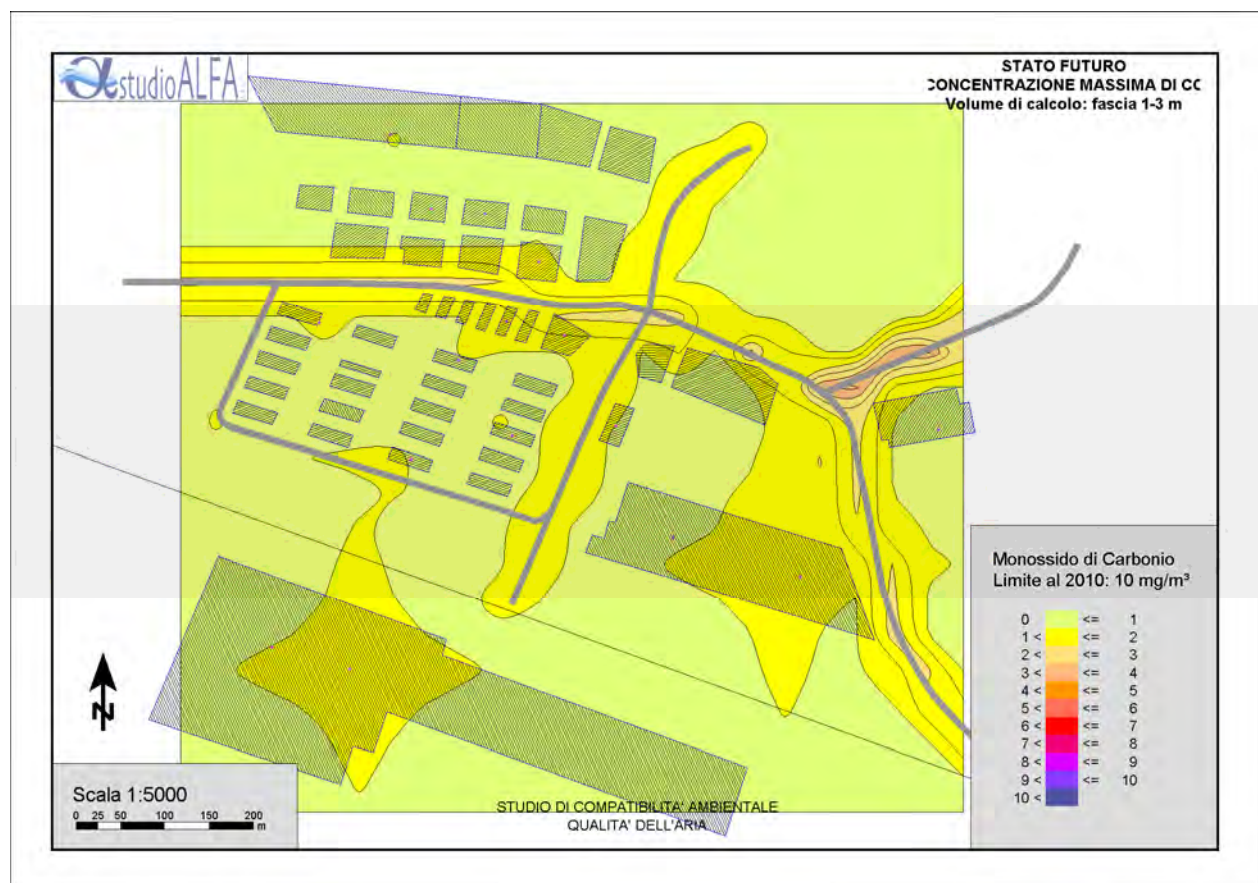 studioALFA
STATO FUTURO
CONCENTRAZIONE MASSIMA DI CO
Volume di calcolo: fascia 1-3 m
Monossido di Carbonio
Limite al 2010: 10 mg/m³
0 <= 1
1 < <= 2
2 < <= 3
3 < <= 4
4 < <= 5
5 < <= 6
6 < <= 7
7 < <= 8
8 < <= 9
9 < <= 10
10 <
N
Scala 1:5000
0 25 50 100 150 200
m
STUDIO DI COMPATIBILITA' AMBIENTALE
QUALITA' DELL'ARIA